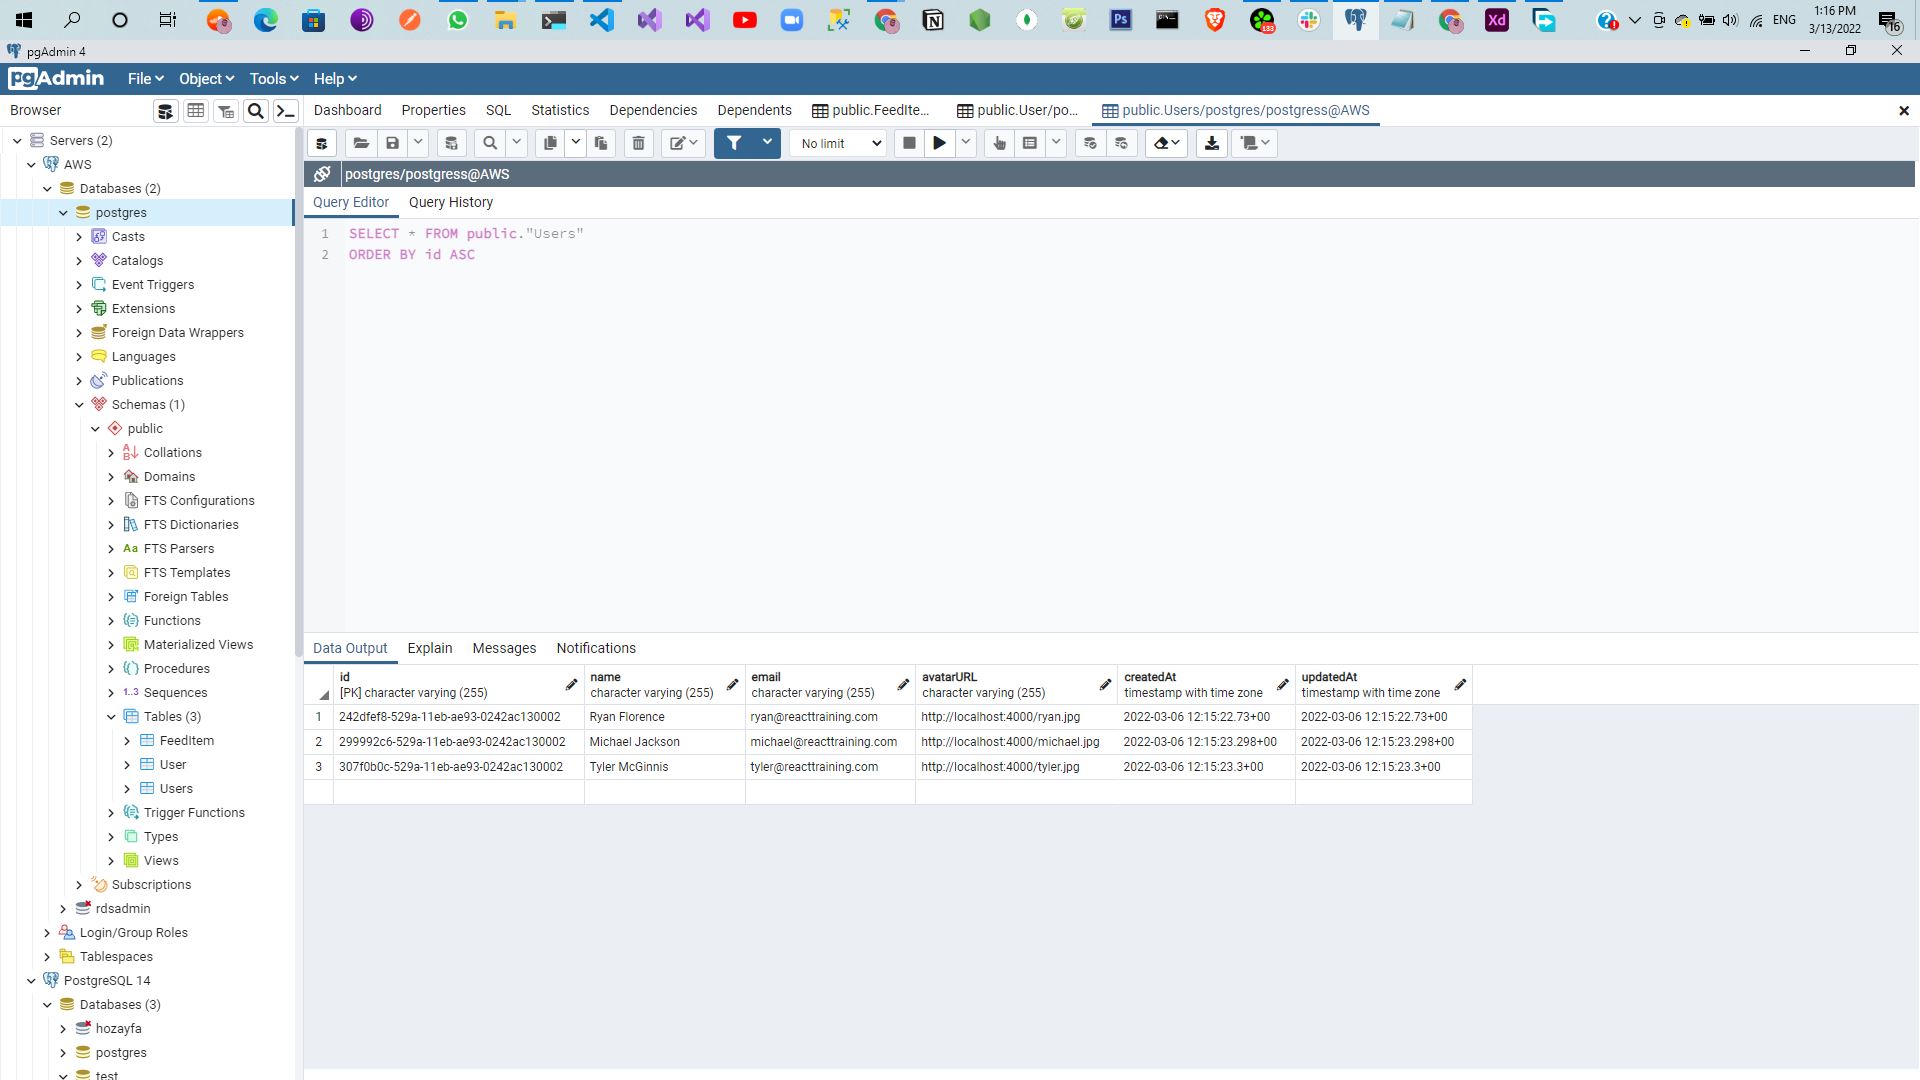 133
ENG
1:16 PM
3/13/2022
16
pgAdmin 4
pgAdmin
File Object Tools Help
Browser
Dashboard Properties SQL Statistics Dependencies Dependents public.FeedIte... public.User/po... public.Users/postgres/postgress@AWS
No limit
postgres/postgress@AWS
Query Editor Query History
1 SELECT * FROM public."Users"
2 ORDER BY id ASC
Servers (2)
AWS
Databases (2)
postgres
Casts
Catalogs
Event Triggers
Extensions
Foreign Data Wrappers
Languages
Publications
Schemas (1)
public
Collations
Domains
FTS Configurations
FTS Dictionaries
Aa FTS Parsers
FTS Templates
Foreign Tables
Functions
Materialized Views
Procedures
1..3 Sequences
Tables (3)
FeedItem
User
Users
Trigger Functions
Types
Views
Subscriptions
rdsadmin
Login/Group Roles
Tablespaces
PostgreSQL 14
Databases (3)
hozayfa
postgres
test
Data Output Explain Messages Notifications
id name email avatarURL createdAt updatedAt
[PK] character varying (255) character varying (255) character varying (255) character varying (255) timestamp with time zone timestamp with time zone
1 242dfef8-529a-11eb-ae93-0242ac130002 Ryan Florence ryan@reacttraining.com http://localhost:4000/ryan.jpg 2022-03-06 12:15:22.73+00 2022-03-06 12:15:22.73+00
2 299992c6-529a-11eb-ae93-0242ac130002 Michael Jackson michael@reacttraining.com http://localhost:4000/michael.jpg 2022-03-06 12:15:23.298+00 2022-03-06 12:15:23.298+00
3 307f0b0c-529a-11eb-ae93-0242ac130002 Tyler McGinnis tyler@reacttraining.com http://localhost:4000/tyler.jpg 2022-03-06 12:15:23.3+00 2022-03-06 12:15:23.3+00